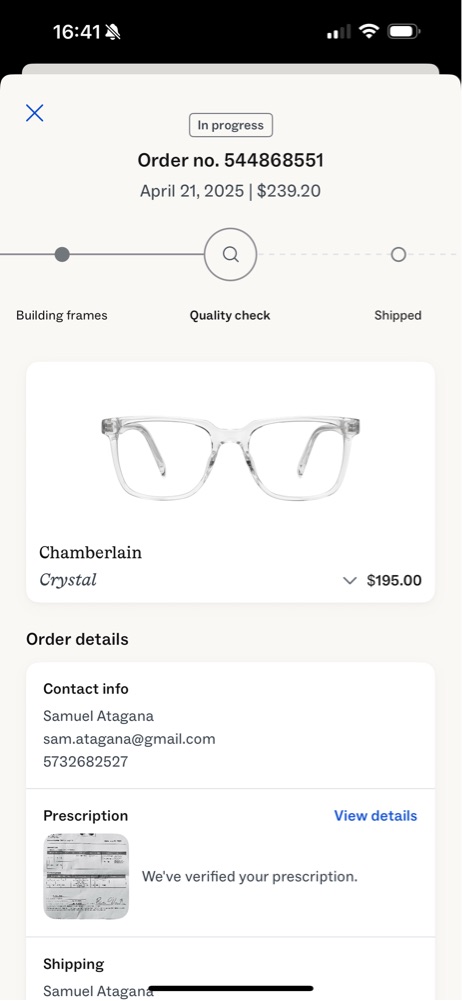 16:41
In progress
Order no. 544868551
April 21, 2025 | $239.20
Building frames
Quality check
Shipped
Chamberlain
Crystal
$195.00
Order details
Contact info
Samuel Atagana
sam.atagana@gmail.com
5732682527
Prescription
View details
We've verified your prescription.
Shipping
Samuel Atagana